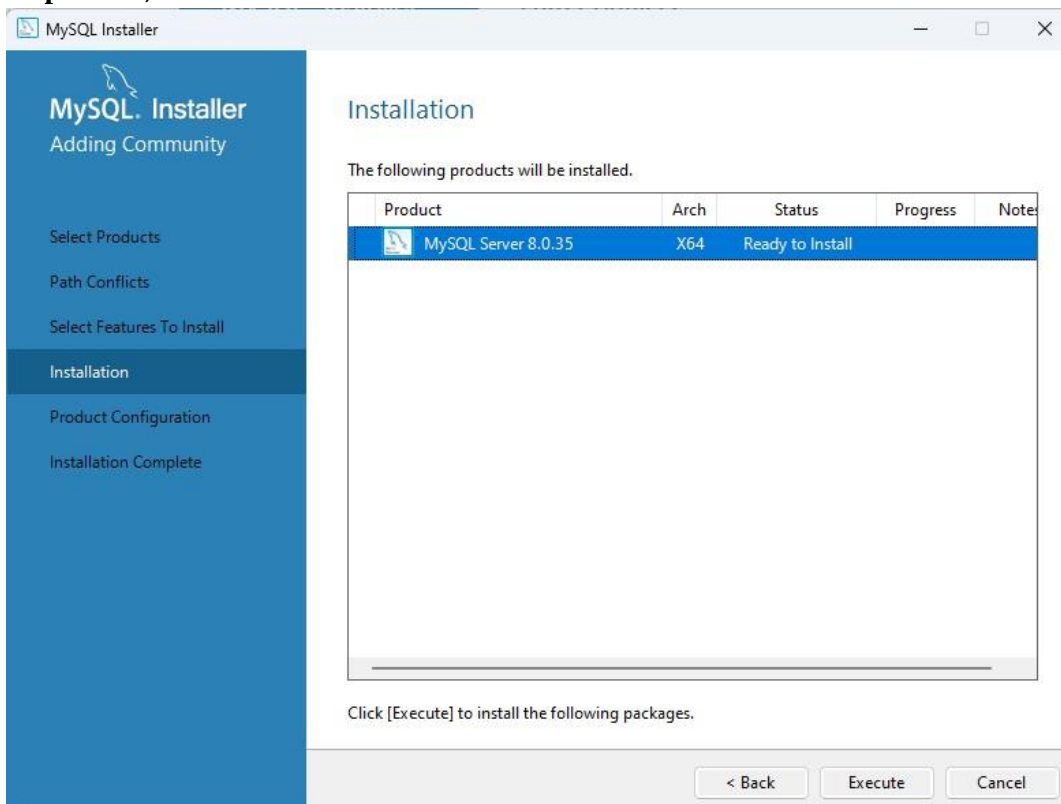 MySQL Installer
MySQL. Installer
Adding Community
Select Products
Path Conflicts
Select Features To Install
Installation
Product Configuration
Installation Complete
Installation
The following products will be installed.
Product Arch Status Progress Notes
MySQL Server 8.0.35 X64 Ready to Install
Click [Execute] to install the following packages.
< Back Execute Cancel